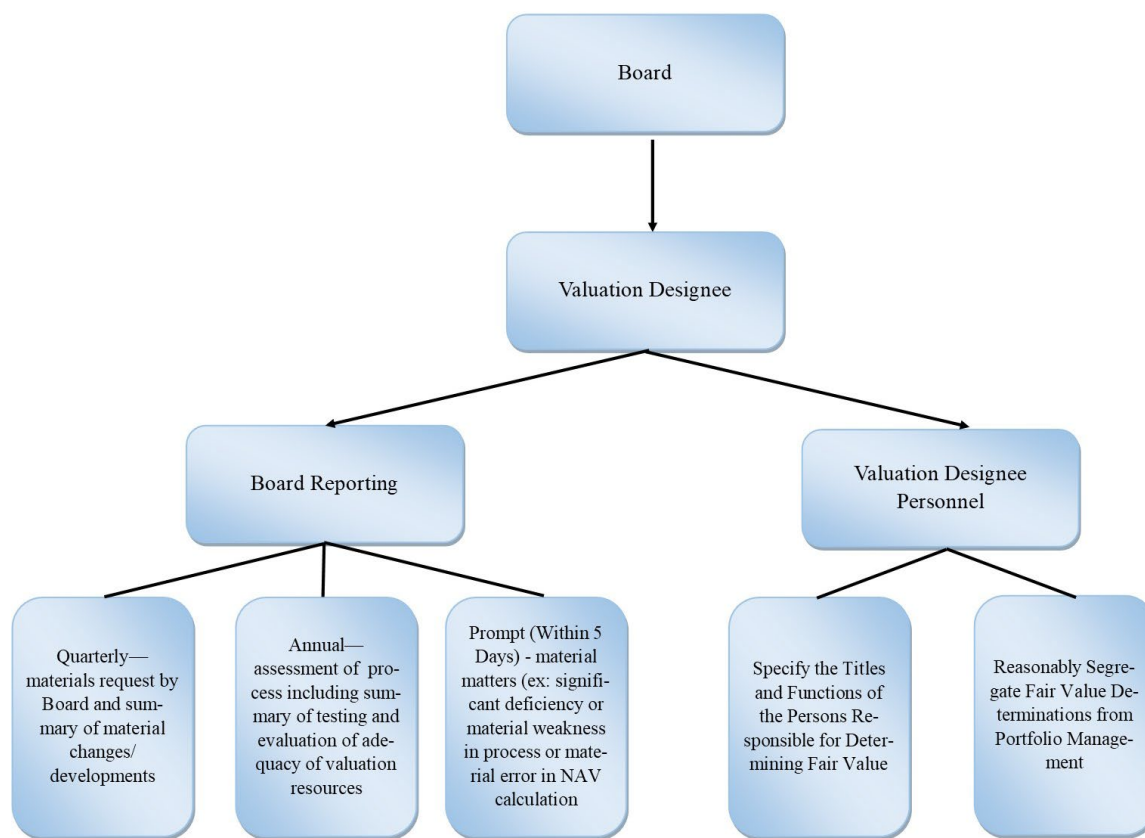 Board
Valuation Designee
Board Reporting
Valuation Designee
Personnel
Quarterly—
materials request by
Board and sum-
mary of material
changes/
developments
Annual—
assessment of process
including sum-
mary of testing and
evaluation of ade-
quacy of valuation
resources
Prompt (Within 5
Days) - material
matters (ex: signifi-
cant deficiency or
material weakness
in process or mate-
rial error in NAV
calculation
Specify the Titles
and Functions of
the Persons Re-
sponsible for Deter-
mining Fair Value
Reasonably Segre-
gate Fair Value De-
terminations from
Portfolio Manage-
ment